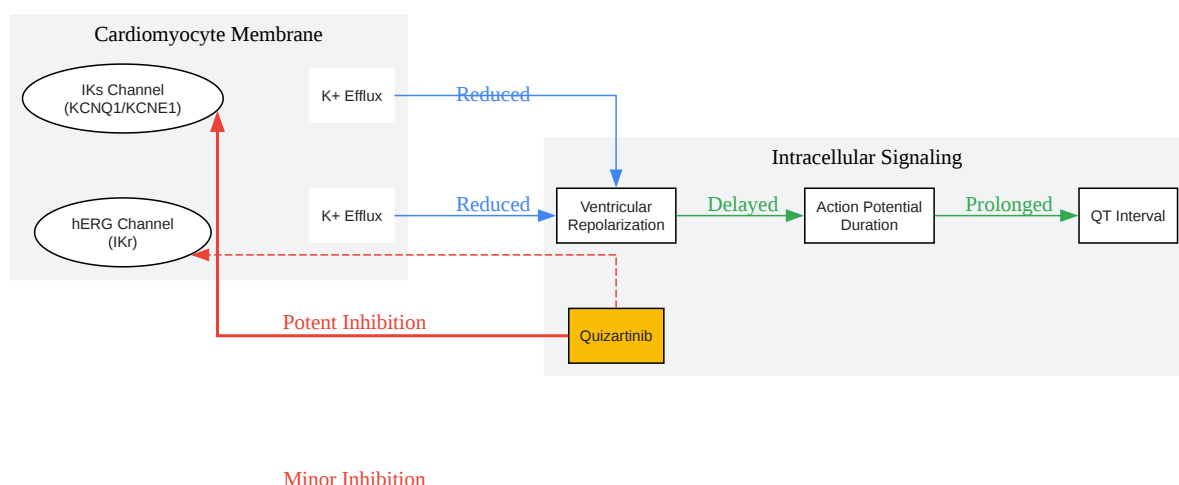 Cardiomyocyte Membrane
IKs Channel
(KCNQ1/KCNE1)
K+ Efflux
Reduced
Intracellular Signaling
hERG Channel
(IKr)
K+ Efflux
Reduced
Ventricular
Repolarization
Delayed
Action Potential
Duration
Prolonged
QT Interval
Potent Inhibition
Quizartinib
Minor Inhibition